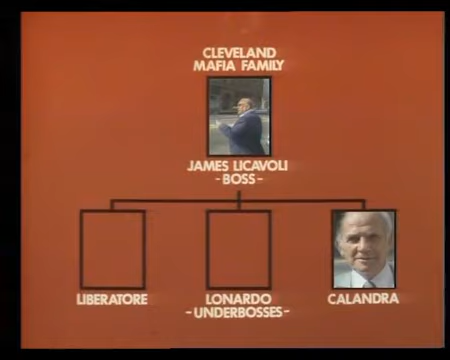 CLEVELAND
MAFIA FAMILY
JAMES LICAVOLI
-BOSS-
LIBERATORE
LONARDO
CALANDRA
-UNDERBOSSES-